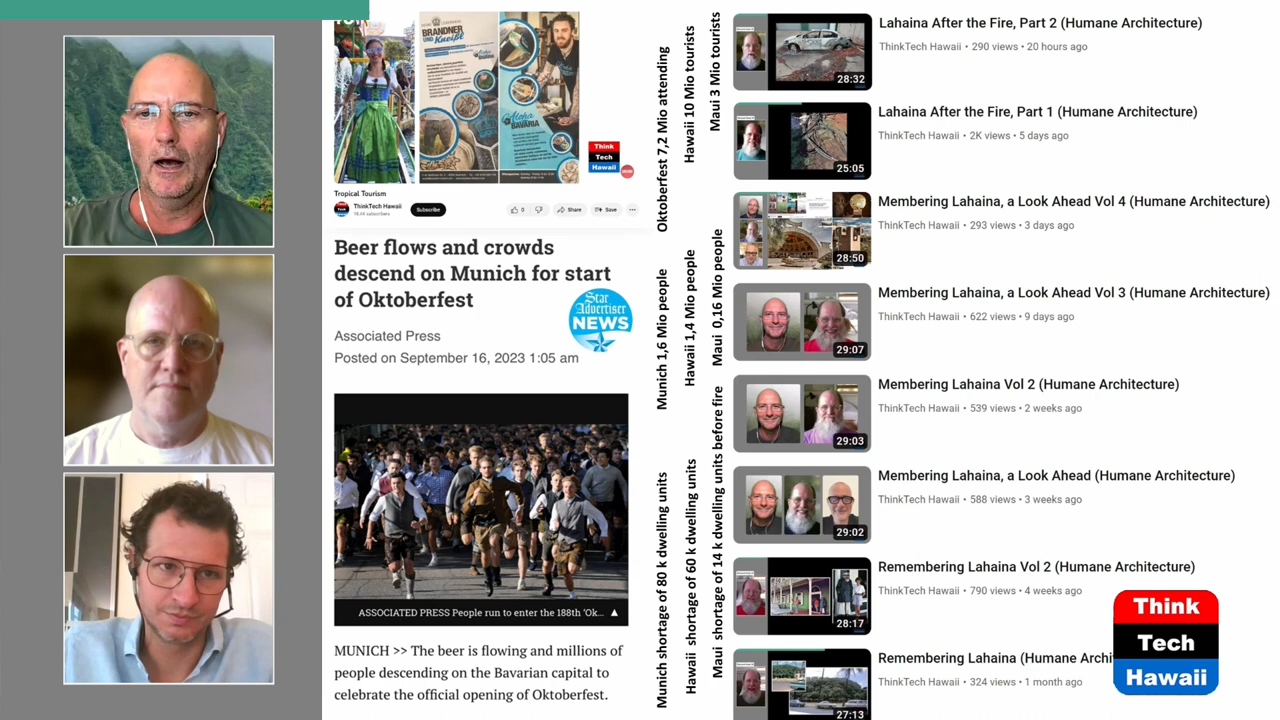 BRANDNER
Aloha
BAVARIA
Think
Tech
Hawaii
Tropical Tourism
ThinkTech Hawaii
Subscribe
0
Share
Save
Beer flows and crowds
descend on Munich for start
of Oktoberfest
Star
Advertiser
NEWS
Associated Press
Posted on September 16, 2023 1:05 am
ASSOCIATED PRESS People run to enter the 188th ‘Ok...
MUNICH >> The beer is flowing and millions of
people descending on the Bavarian capital to
celebrate the official opening of Oktoberfest.
Oktoberfest 7,2 Mio attending
Hawaii 10 Mio tourists
Maui 3 Mio tourists
Munich 1,6 Mio people
Hawaii 1,4 Mio people
Maui 0,16 Mio people
Munich shortage of 80 k dwelling units
Hawaii shortage of 60 k dwelling units
Maui shortage of 14 k dwelling units before fire
Lahaina After the Fire, Part 2 (Humane Architecture)
ThinkTech Hawaii • 290 views • 20 hours ago
28:32
Lahaina After the Fire, Part 1 (Humane Architecture)
ThinkTech Hawaii • 2K views • 5 days ago
25:05
Membering Lahaina, a Look Ahead Vol 4 (Humane Architecture)
ThinkTech Hawaii • 293 views • 3 days ago
28:50
Membering Lahaina, a Look Ahead Vol 3 (Humane Architecture)
ThinkTech Hawaii • 622 views • 9 days ago
29:07
Membering Lahaina Vol 2 (Humane Architecture)
ThinkTech Hawaii • 539 views • 2 weeks ago
29:03
Membering Lahaina, a Look Ahead (Humane Architecture)
ThinkTech Hawaii • 588 views • 3 weeks ago
29:02
Remembering Lahaina Vol 2 (Humane Architecture)
ThinkTech Hawaii • 790 views • 4 weeks ago
28:17
Remembering Lahaina (Humane Archi
ThinkTech Hawaii • 324 views • 1 month ago
27:13
Think
Tech
Hawaii